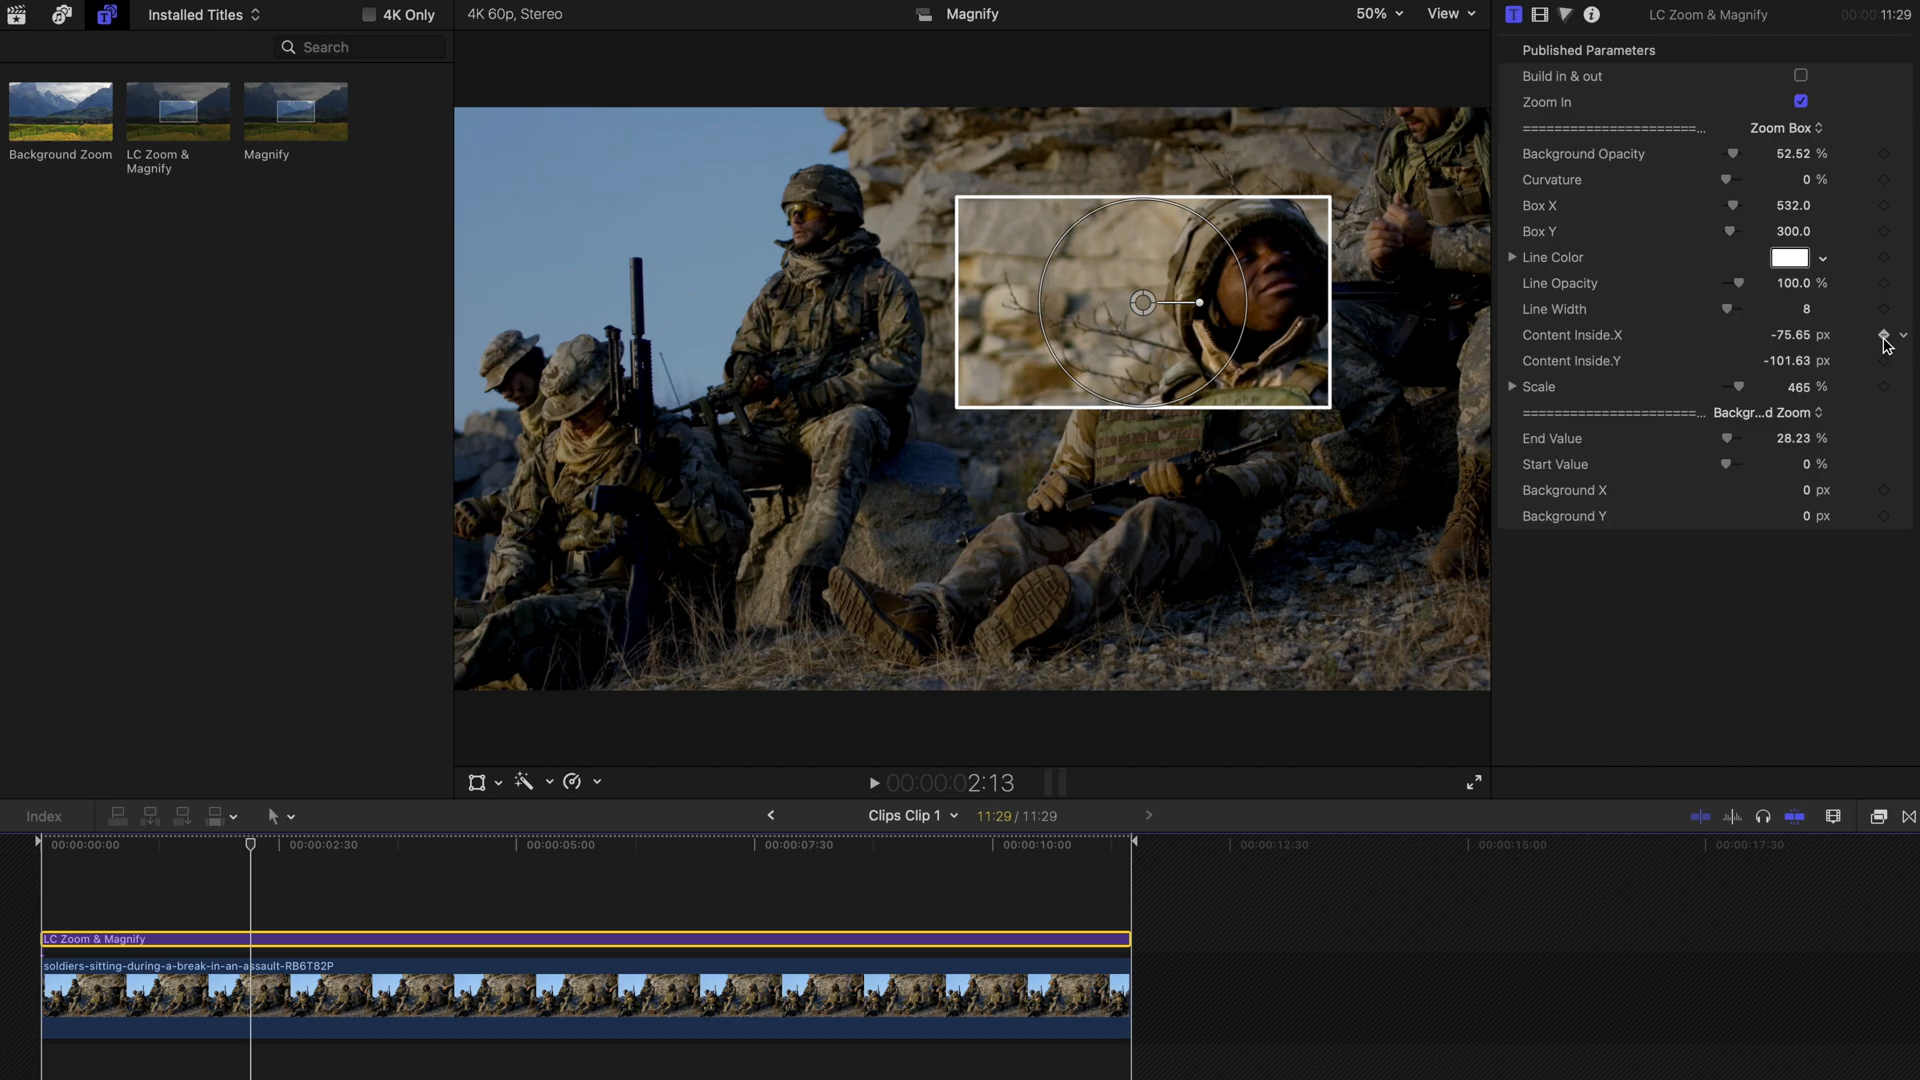 Installed Titles
4K Only
Search
Background Zoom
LC Zoom &
Magnify
Magnify
4K 60p, Stereo
Magnify
50%
View
LC Zoom & Magnify
00:00:11:29
Published Parameters
Build in & out
Zoom In
======================... Zoom Box
Background Opacity 52.52 %
Curvature 0 %
Box X 532.0
Box Y 300.0
Line Color
Line Opacity 100.0 %
Line Width 8
Content Inside.X -75.65 px
Content Inside.Y -101.63 px
Scale 465 %
======================... Backgr...d Zoom
End Value 28.23 %
Start Value 0 %
Background X 0 px
Background Y 0 px
00:00:00 2:13
Index
Clips Clip 1
11:29 / 11:29
00:00:00:00
00:00:02:30
00:00:05:00
00:00:07:30
00:00:10:00
00:00:12:30
00:00:15:00
00:00:17:30
LC Zoom & Magnify
soldiers-sitting-during-a-break-in-an-assault-RB6T82P